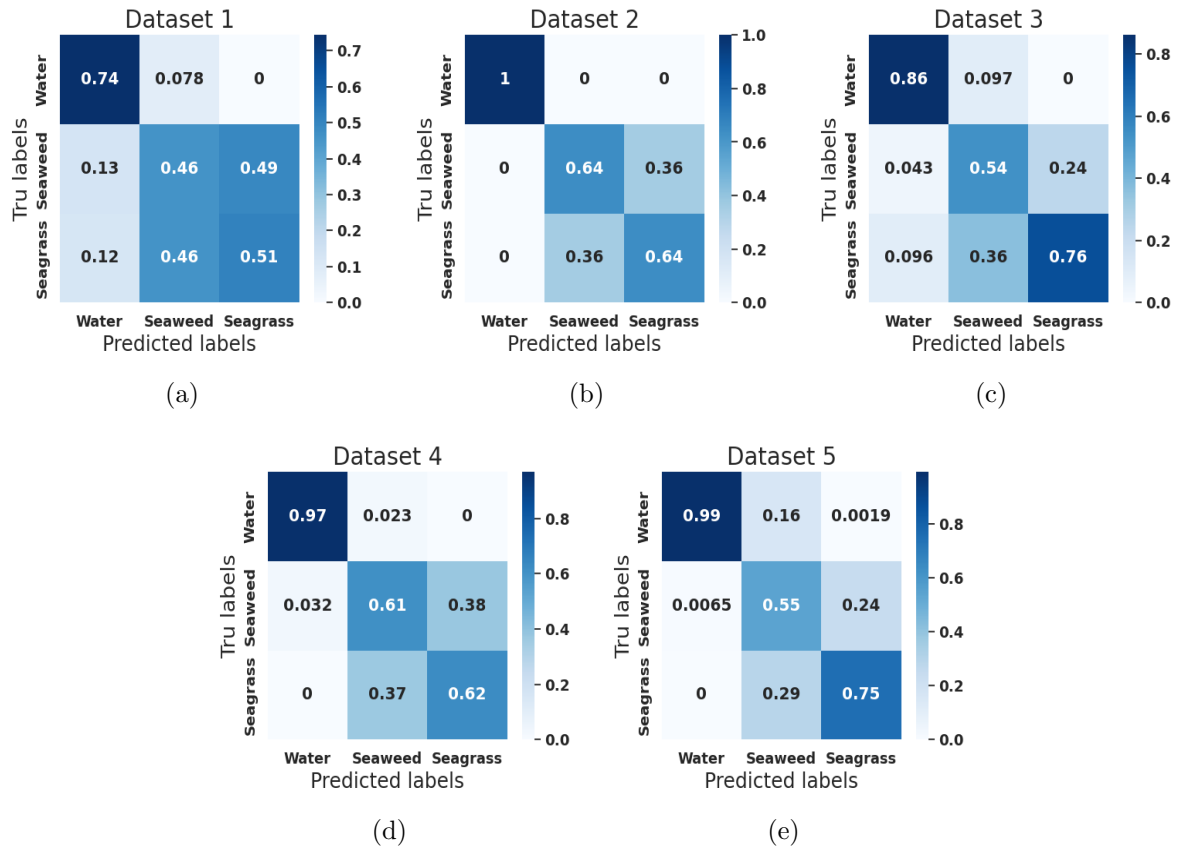 Dataset 1
Water
0.74 0.078 0
Tru labels
Seaweed
0.13 0.46 0.49
Seagrass
0.12 0.46 0.51
Water Seaweed Seagrass
Predicted labels
0.7
0.6
0.5
0.4
0.3
0.2
0.1
0.0
(a)
Dataset 2
Water
1 0 0
Tru labels
Seaweed
0 0.64 0.36
Seagrass
0 0.36 0.64
Water Seaweed Seagrass
Predicted labels
1.0
0.8
0.6
0.4
0.2
0.0
(b)
Dataset 3
Water
0.86 0.097 0
Tru labels
Seaweed
0.043 0.54 0.24
Seagrass
0.096 0.36 0.76
Water Seaweed Seagrass
Predicted labels
0.8
0.6
0.4
0.2
0.0
(c)
Dataset 4
Water
0.97 0.023 0
Tru labels
Seaweed
0.032 0.61 0.38
Seagrass
0 0.37 0.62
Water Seaweed Seagrass
Predicted labels
0.8
0.6
0.4
0.2
0.0
(d)
Dataset 5
Water
0.99 0.16 0.0019
Tru labels
Seaweed
0.0065 0.55 0.24
Seagrass
0 0.29 0.75
Water Seaweed Seagrass
Predicted labels
0.8
0.6
0.4
0.2
0.0
(e)